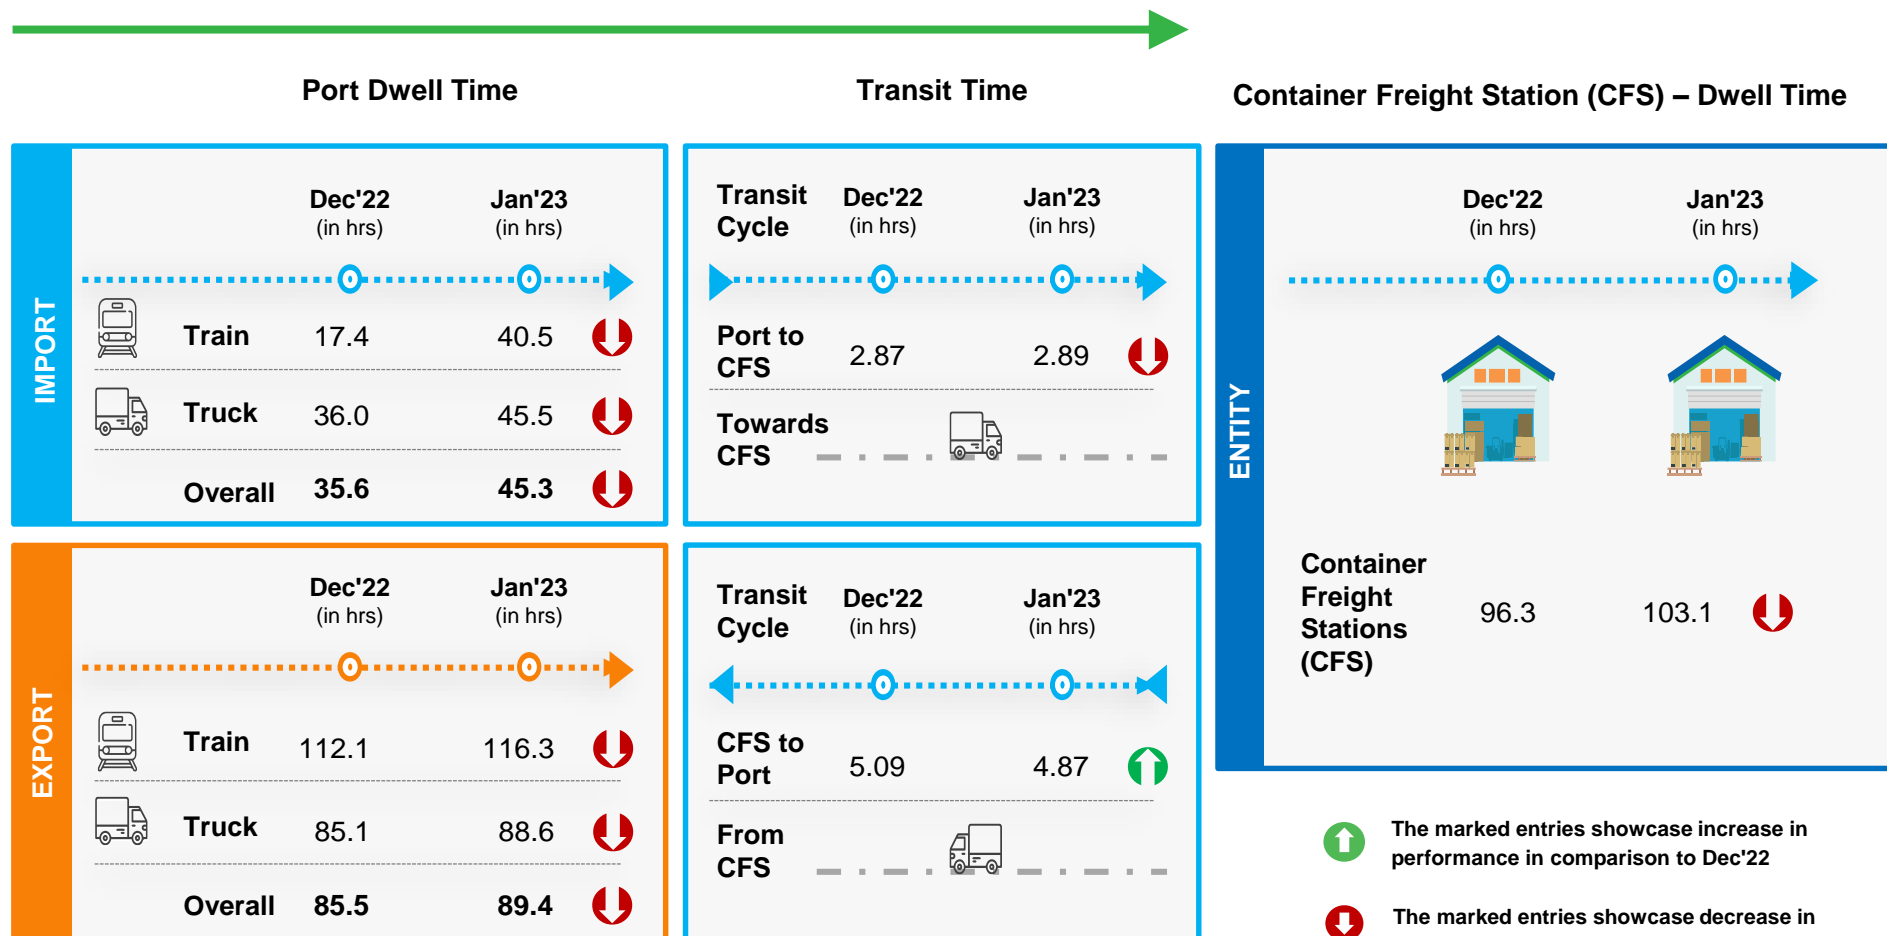 Port Dwell Time
Transit Time
Container Freight Station (CFS) – Dwell Time
IMPORT
Dec'22 Jan'23
(in hrs) (in hrs)
Train 17.4 40.5
Truck 36.0 45.5
Overall 35.6 45.3
Transit Dec'22 Jan'23
Cycle (in hrs) (in hrs)
Port to
CFS 2.87 2.89
Towards
CFS
ENTITY
Dec'22 Jan'23
(in hrs) (in hrs)
Container
Freight
Stations 96.3 103.1
(CFS)
EXPORT
Dec'22 Jan'23
(in hrs) (in hrs)
Train 112.1 116.3
Truck 85.1 88.6
Overall 85.5 89.4
Transit Dec'22 Jan'23
Cycle (in hrs) (in hrs)
CFS to
Port 5.09 4.87
From
CFS
The marked entries showcase increase in
performance in comparison to Dec'22
The marked entries showcase decrease in